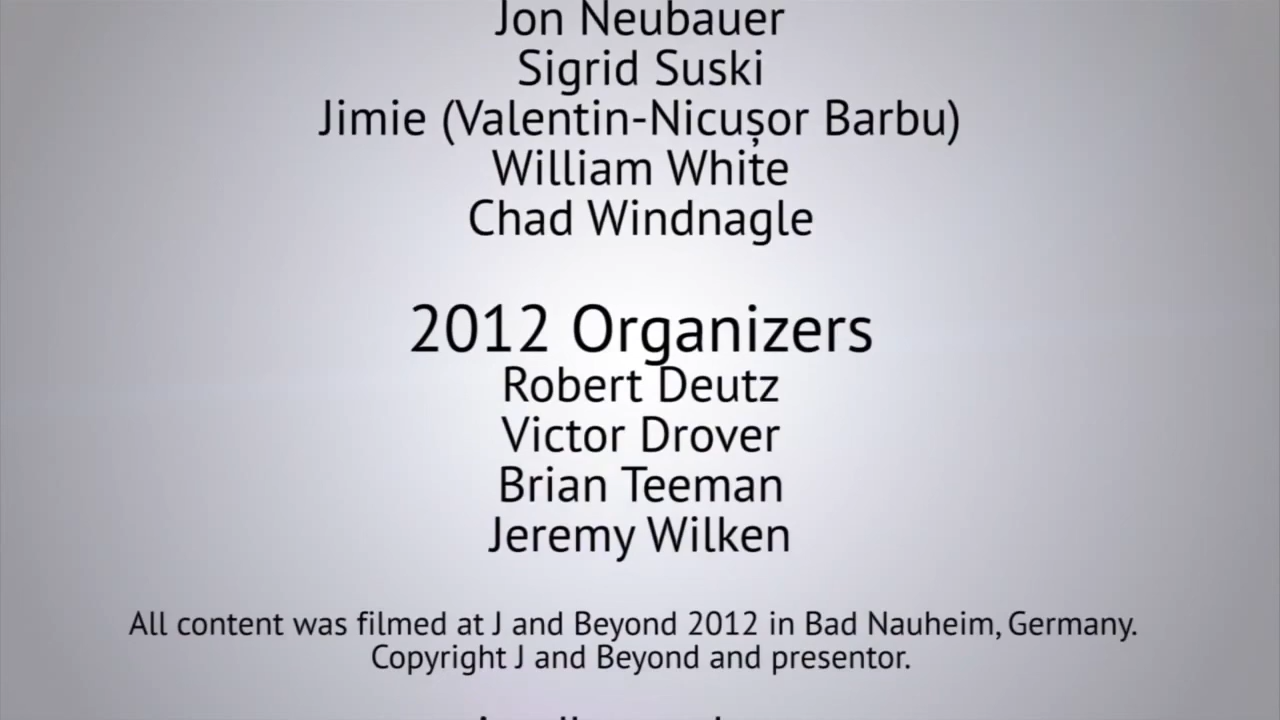 Jon Neubauer
Sigrid Suski
Jimie (Valentin-Nicușor Barbu)
William White
Chad Windnagle
2012 Organizers
Robert Deutz
Victor Drover
Brian Teeman
Jeremy Wilken
All content was filmed at J and Beyond 2012 in Bad Nauheim, Germany.
Copyright J and Beyond and presentor.